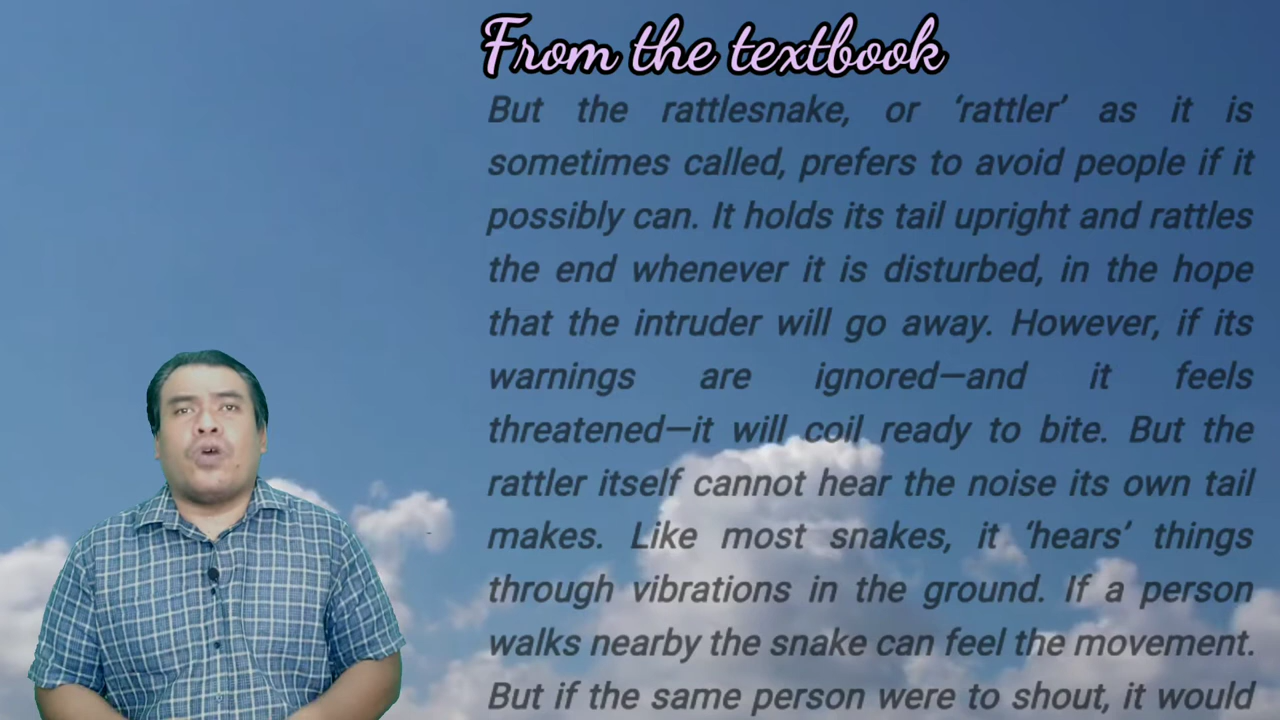 From the textbook
But the rattlesnake, or ‘rattler’ as it is
sometimes called, prefers to avoid people if it
possibly can. It holds its tail upright and rattles
the end whenever it is disturbed, in the hope
that the intruder will go away. However, if its
warnings are ignored—and it feels
threatened—it will coil ready to bite. But the
rattler itself cannot hear the noise its own tail
makes. Like most snakes, it ‘hears’ things
through vibrations in the ground. If a person
walks nearby the snake can feel the movement.
But if the same person were to shout, it would